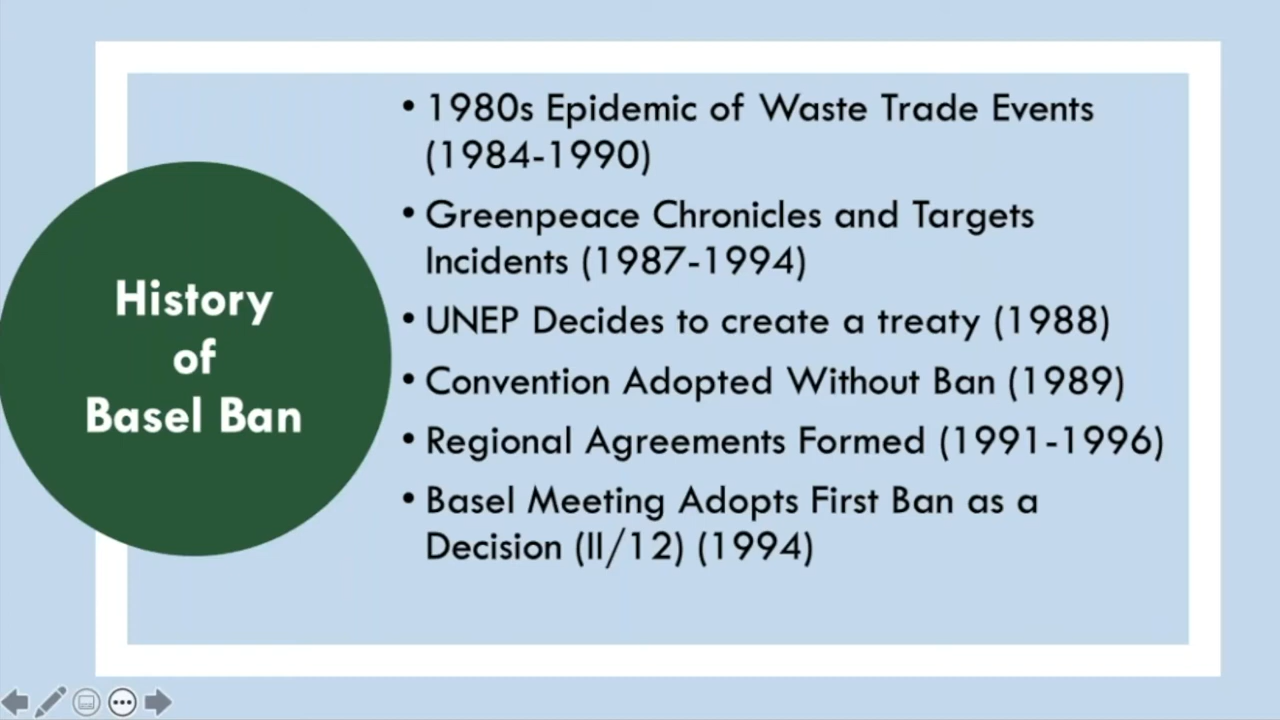 History
of
Basel Ban
• 1980s Epidemic of Waste Trade Events
(1984-1990)
• Greenpeace Chronicles and Targets
Incidents (1987-1994)
• UNEP Decides to create a treaty (1988)
• Convention Adopted Without Ban (1989)
• Regional Agreements Formed (1991-1996)
• Basel Meeting Adopts First Ban as a
Decision (II/12) (1994)